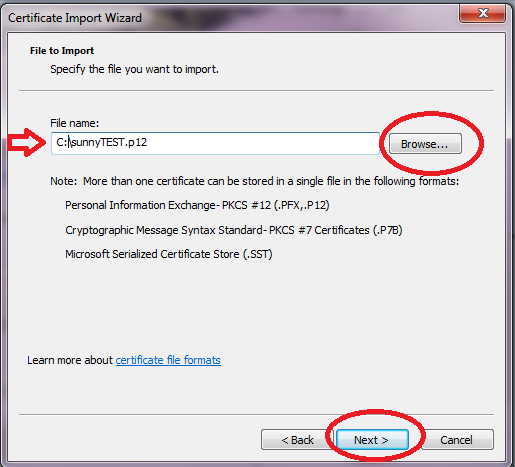 Certificate Import Wizard
File to Import
Specify the file you want to import.
File name:
C:\sunnyTEST.p12
Browse...
Note: More than one certificate can be stored in a single file in the following formats:
Personal Information Exchange- PKCS #12 (.PFX,.P12)
Cryptographic Message Syntax Standard- PKCS #7 Certificates (.P7B)
Microsoft Serialized Certificate Store (.SST)
Learn more about certificate file formats
< Back Next > Cancel